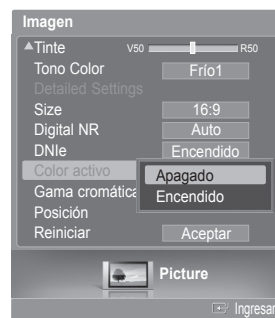 Imagen
▲Tinte V50 R50
Tono Color Frío1
Detailed Settings
Size 16:9
Digital NR Auto
DNIe Encendido
Color activo Apagado
Gama cromática Encendido
Posición
Reiniciar Aceptar
Picture
Ingresar